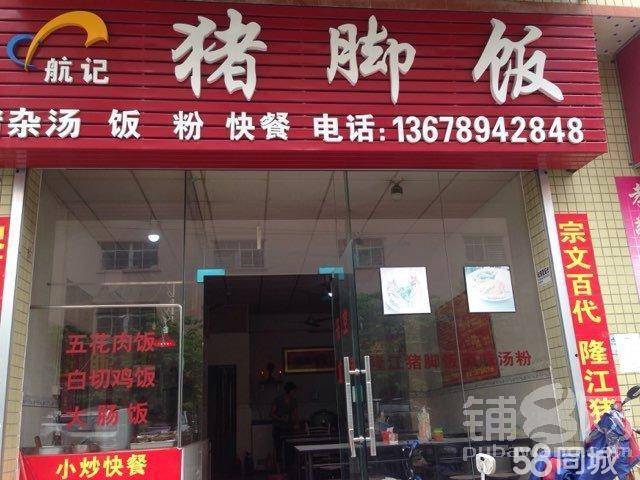 航记 猪脚饭
杂汤 饭 粉 快餐 电话:13678942848
五花肉饭
白切鸡饭
大肠饭
小炒快餐
隆江猪脚饭
汤粉
宗文百代
隆江猪
58同城